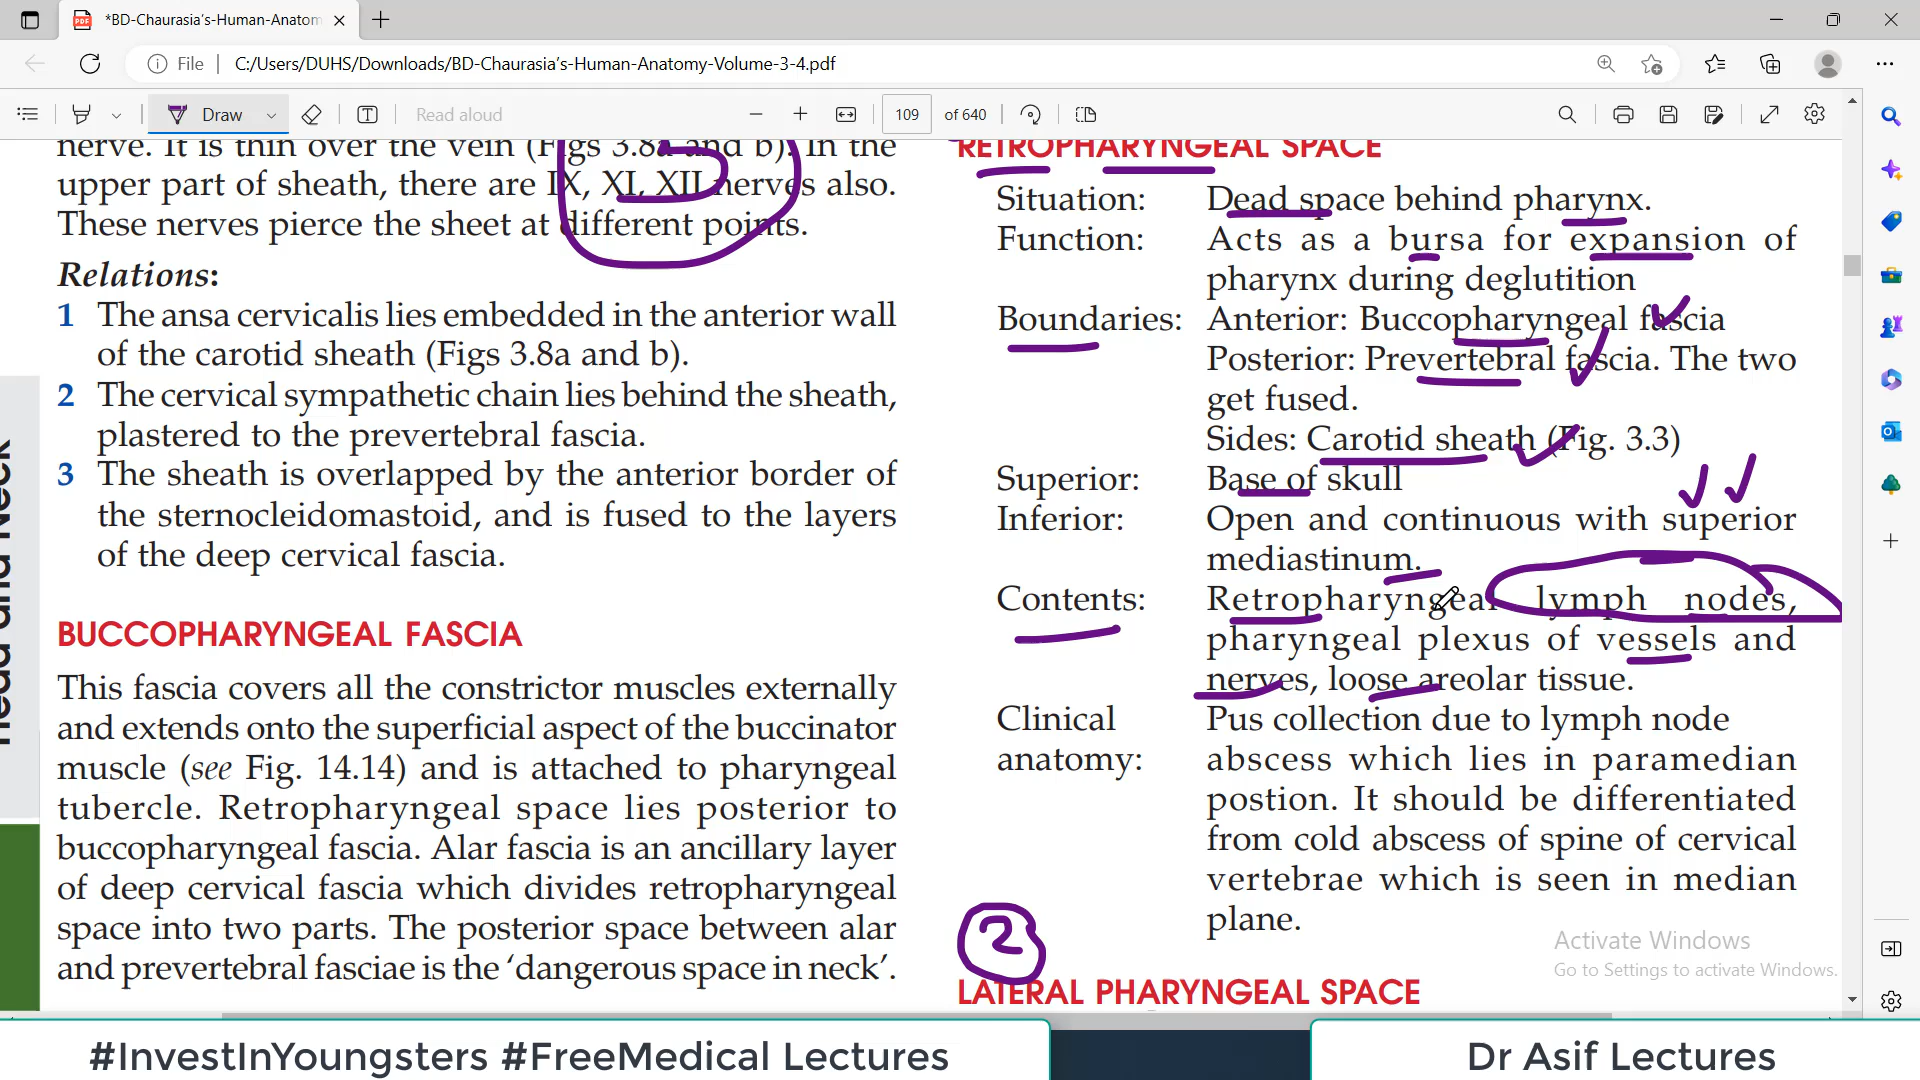 *BD-Chaurasia's-Human-Anatom
File
C:/Users/DUHS/Downloads/BD-Chaurasia's-Human-Anatomy-Volume-3-4.pdf
Draw
Read aloud
109 of 640
nerve. It is thin over the vein (Figs 3.8a and b). In the
upper part of sheath, there are IX, XI, XII nerves also.
These nerves pierce the sheet at different points.
Relations:
1 The ansa cervicalis lies embedded in the anterior wall
of the carotid sheath (Figs 3.8a and b).
2 The cervical sympathetic chain lies behind the sheath,
plastered to the prevertebral fascia.
3 The sheath is overlapped by the anterior border of
the sternocleidomastoid, and is fused to the layers
of the deep cervical fascia.
BUCCOPHARYNGEAL FASCIA
This fascia covers all the constrictor muscles externally
and extends onto the superficial aspect of the buccinator
muscle (see Fig. 14.14) and is attached to pharyngeal
tubercle. Retropharyngeal space lies posterior to
buccopharyngeal fascia. Alar fascia is an ancillary layer
of deep cervical fascia which divides retropharyngeal
space into two parts. The posterior space between alar
and prevertebral fasciae is the 'dangerous space in neck'.
Head and Neck
RETROPHARYNGEAL SPACE
Situation: Dead space behind pharynx.
Function: Acts as a bursa for expansion of
pharynx during deglutition
Boundaries: Anterior: Buccopharyngeal fascia
Posterior: Prevertebral fascia. The two
get fused.
Sides: Carotid sheath (Fig. 3.3)
Superior: Base of skull
Inferior: Open and continuous with superior
mediastinum.
Contents: Retropharyngeal lymph nodes,
pharyngeal plexus of vessels and
nerves, loose areolar tissue.
Clinical Pus collection due to lymph node
anatomy: abscess which lies in paramedian
postion. It should be differentiated
from cold abscess of spine of cervical
vertebrae which is seen in median
plane.
2
LATERAL PHARYNGEAL SPACE
Activate Windows
Go to Settings to activate Windows.
#InvestInYoungsters #FreeMedical Lectures
Dr Asif Lectures